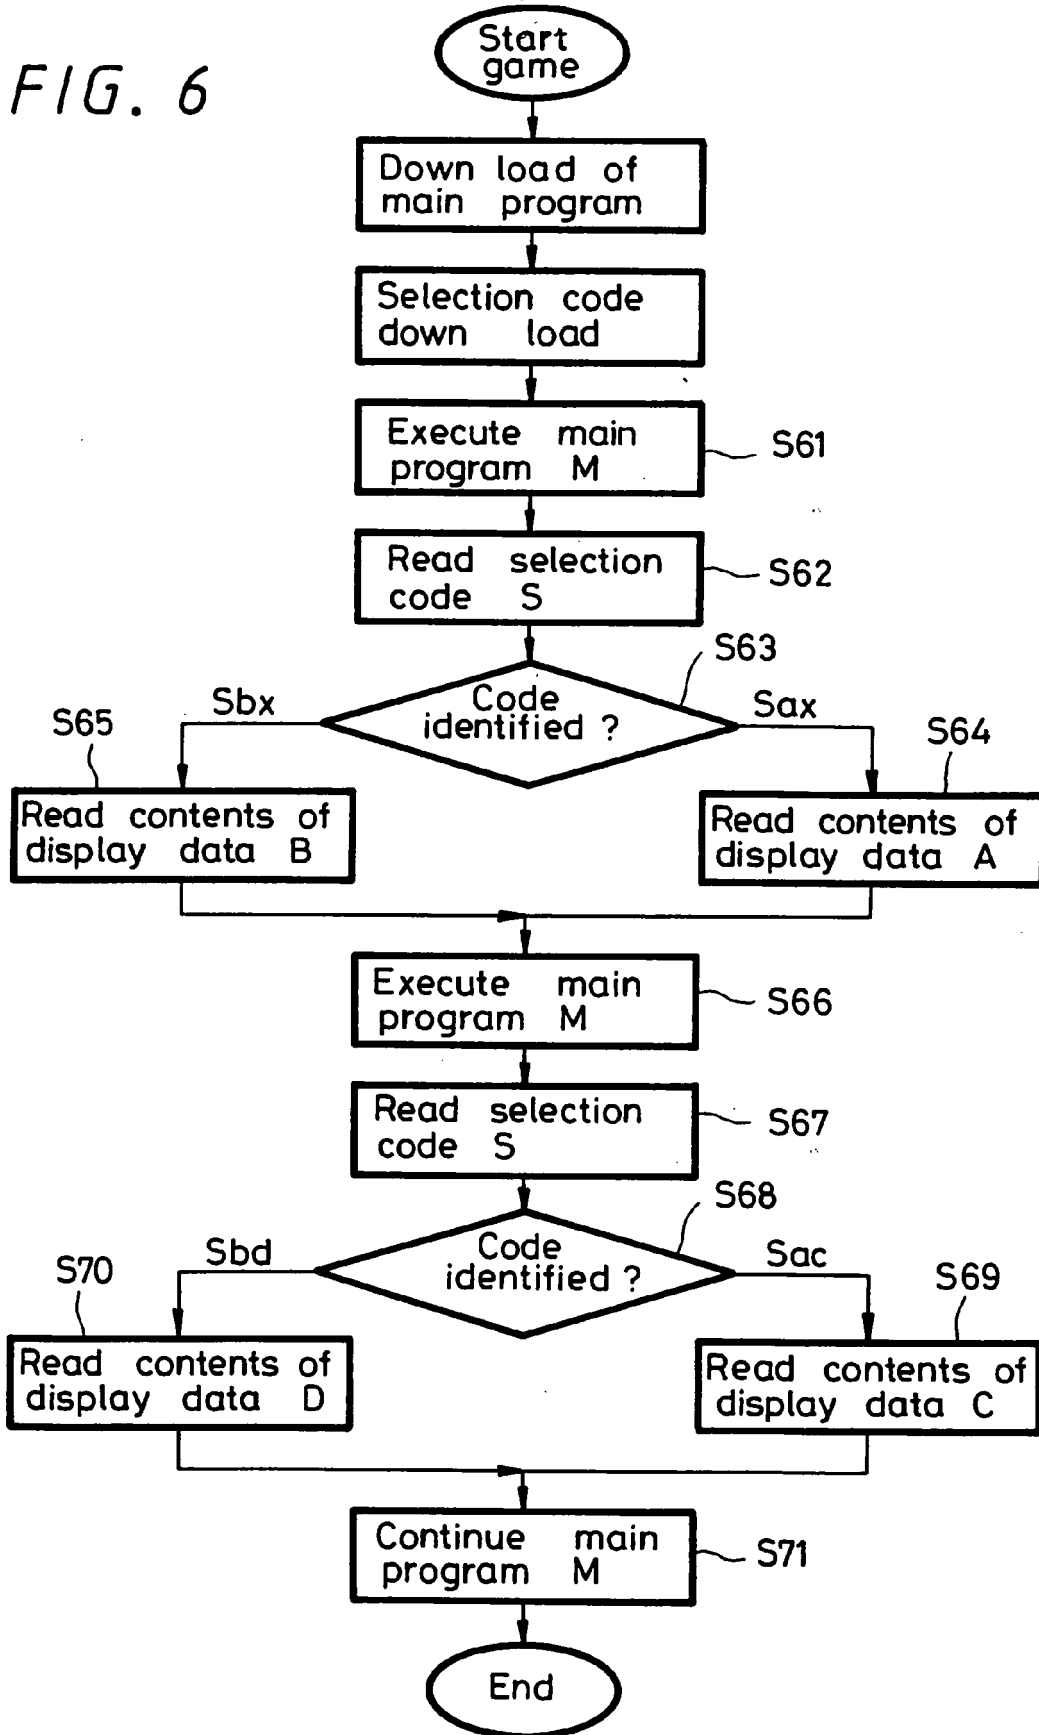 FIG. 6
Start
game
Down load of
main program
Selection code
down load
Execute main
program M
S61
Read selection
code S
S62
S63
Code
identified ?
Sbx
Sax
S65
S64
Read contents of
display data B
Read contents of
display data A
Execute main
program M
S66
Read selection
code S
S67
S68
Code
identified ?
Sbd
Sac
S70
S69
Read contents of
display data D
Read contents of
display data C
Continue main
program M
S71
End